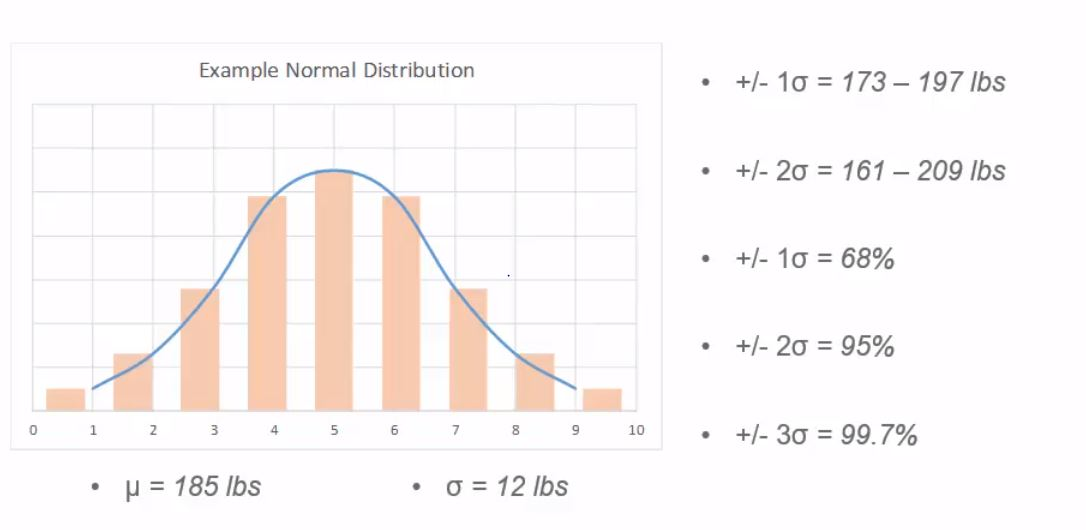 Example Normal Distribution
0 1 2 3 4 5 6 7 8 9 10
• μ = 185 lbs
• σ = 12 lbs
• +/- 1σ = 173 – 197 lbs
• +/- 2σ = 161 – 209 lbs
• +/- 1σ = 68%
• +/- 2σ = 95%
• +/- 3σ = 99.7%